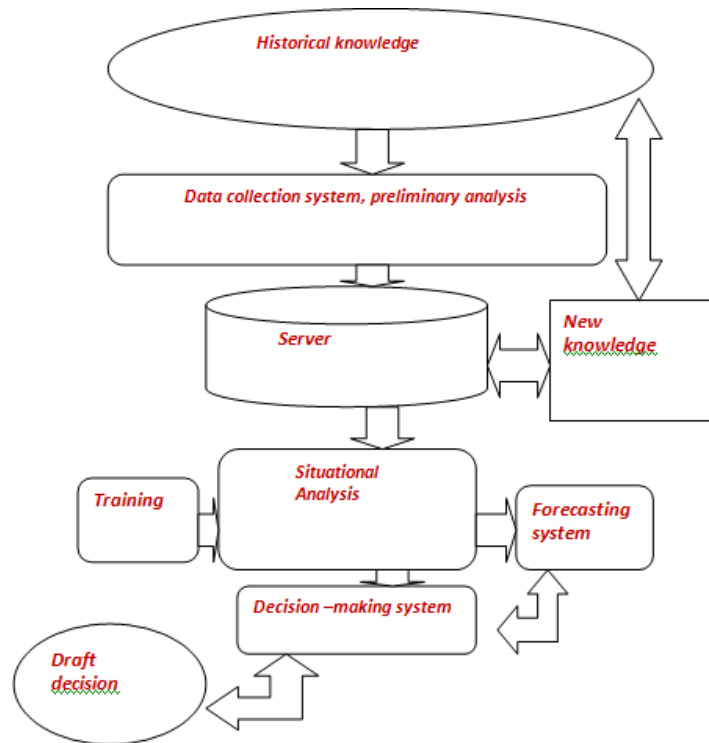 Historical knowledge
Data collection system, preliminary analysis
Server
New
knowledge
Situational
Analysis
Training
Forecasting
system
Decision –making system
Draft
decision